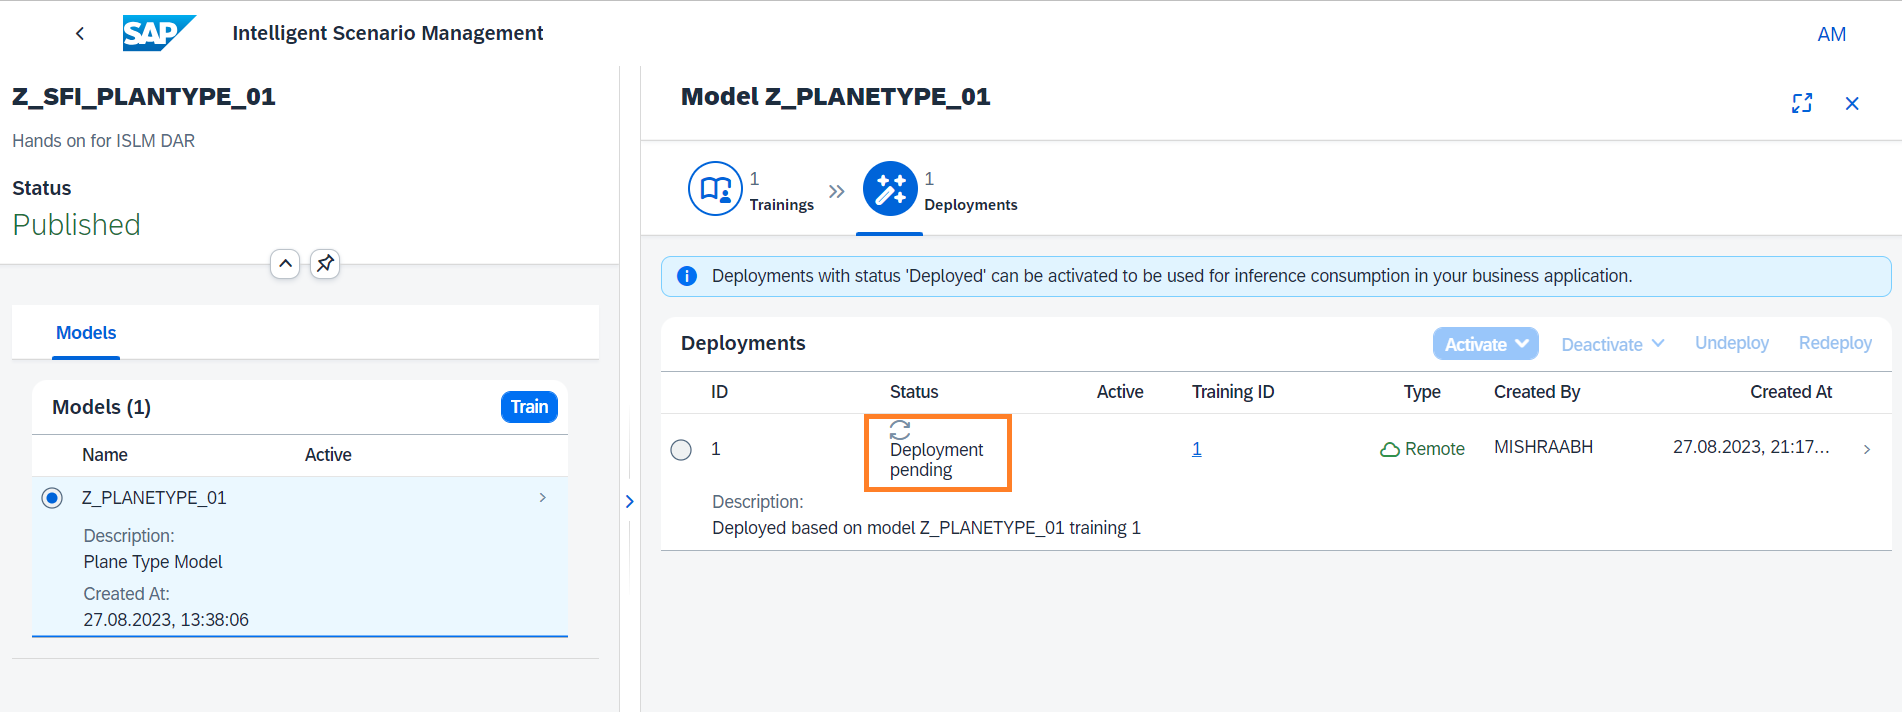 SAP
Intelligent Scenario Management
AM
Z_SFI_PLANTYPE_01
Hands on for ISLM DAR
Status
Published
Models
Models (1)
Train
Name Active
Z_PLANETYPE_01
Description:
Plane Type Model
Created At:
27.08.2023, 13:38:06
Model Z_PLANETYPE_01
1
Trainings
1
Deployments
Deployments with status 'Deployed' can be activated to be used for inference consumption in your business application.
Deployments
Activate Deactivate Undeploy Redeploy
ID Status Active Training ID Type Created By Created At
1 Deployment pending 1 Remote MISHRAABH 27.08.2023, 21:17...
Description:
Deployed based on model Z_PLANETYPE_01 training 1